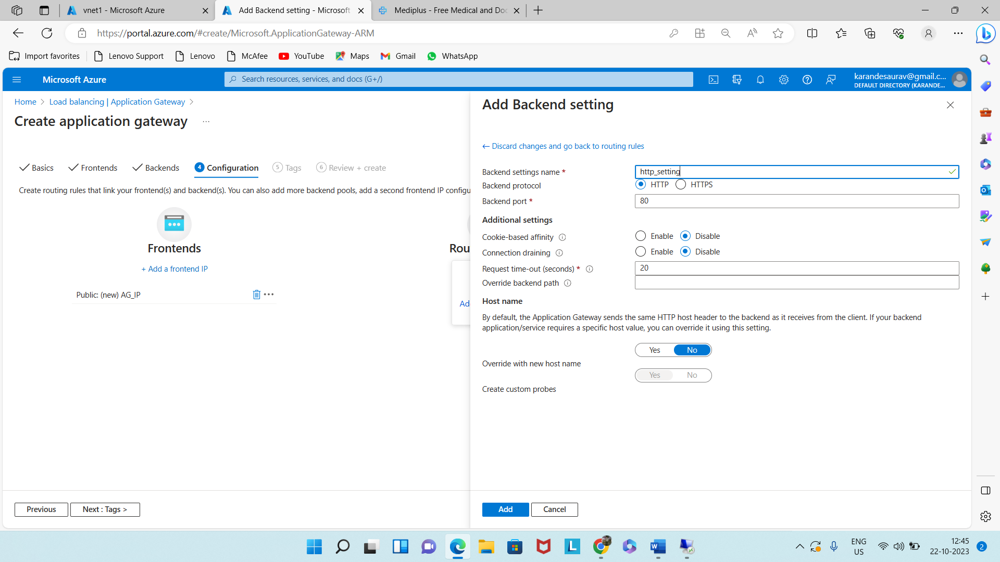 vnet1 - Microsoft Azure
Add Backend setting - Microsoft
Mediplus - Free Medical and Doc
https://portal.azure.com/#create/Microsoft.ApplicationGateway-ARM
Import favorites
Lenovo Support
Lenovo
McAfee
YouTube
Maps
Gmail
WhatsApp
Microsoft Azure
Search resources, services, and docs (G+/)
karandesaurav@gmail.c...
DEFAULT DIRECTORY (KARANDE...
Home > Load balancing | Application Gateway >
Create application gateway ...
Basics
Frontends
Backends
4 Configuration
5 Tags
6 Review + create
Create routing rules that link your frontend(s) and backend(s). You can also add more backend pools, add a second frontend IP configu
Frontends
+ Add a frontend IP
Public: (new) AG_IP
Rou
Ad
Previous
Next : Tags >
Add Backend setting
← Discard changes and go back to routing rules
Backend settings name * http_setting
Backend protocol HTTP HTTPS
Backend port * 80
Additional settings
Cookie-based affinity Enable Disable
Connection draining Enable Disable
Request time-out (seconds) * 20
Override backend path
Host name
By default, the Application Gateway sends the same HTTP host header to the backend as it receives from the client. If your backend
application/service requires a specific host value, you can override it using this setting.
Yes No
Override with new host name
Yes No
Create custom probes
Add
Cancel
ENG
US
12:45
22-10-2023
2